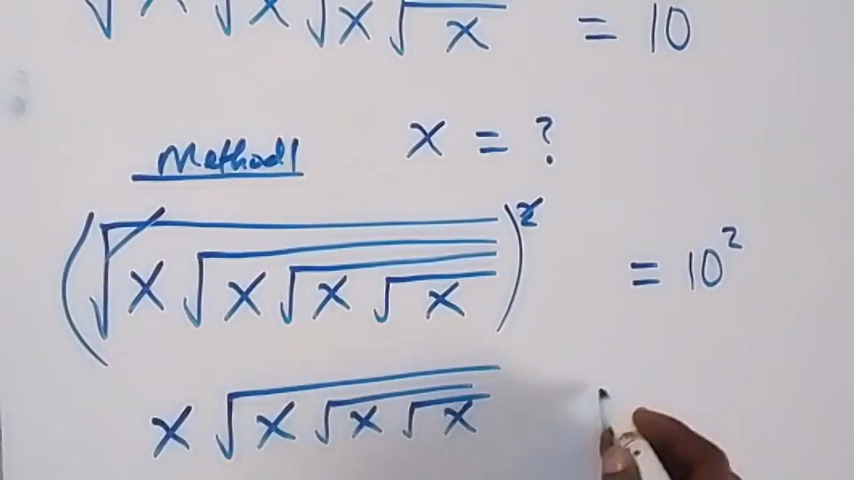 √x√x√x√x = 10
Method1 x = ?
(√x√x√x√x)² = 10²
x√x√x√x